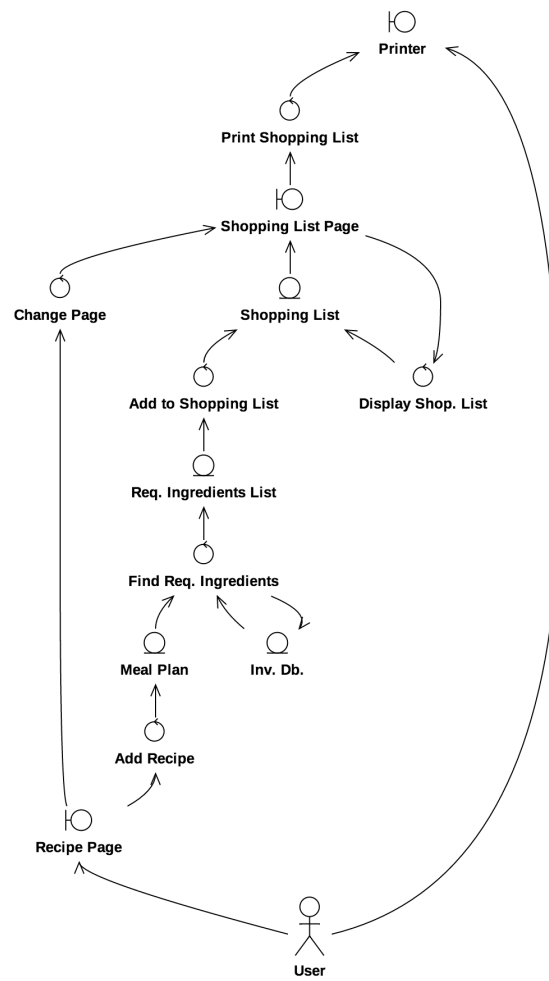 Printer
Print Shopping List
Shopping List Page
Change Page
Shopping List
Add to Shopping List
Display Shop. List
Req. Ingredients List
Find Req. Ingredients
Meal Plan
Inv. Db.
Add Recipe
Recipe Page
User